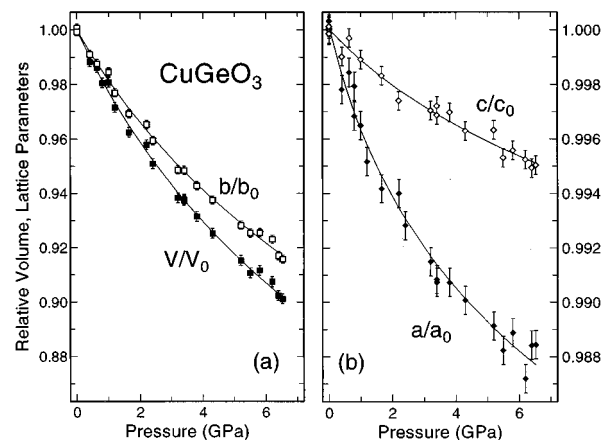 Relative Volume, Lattice Parameters
1.00
0.98
0.96
0.94
0.92
0.90
0.88
CuGeO3
b/b0
V/V0
(a)
0 2 4 6
Pressure (GPa)
c/c0
a/a0
(b)
0 2 4 6
Pressure (GPa)
1.000
0.998
0.996
0.994
0.992
0.990
0.988